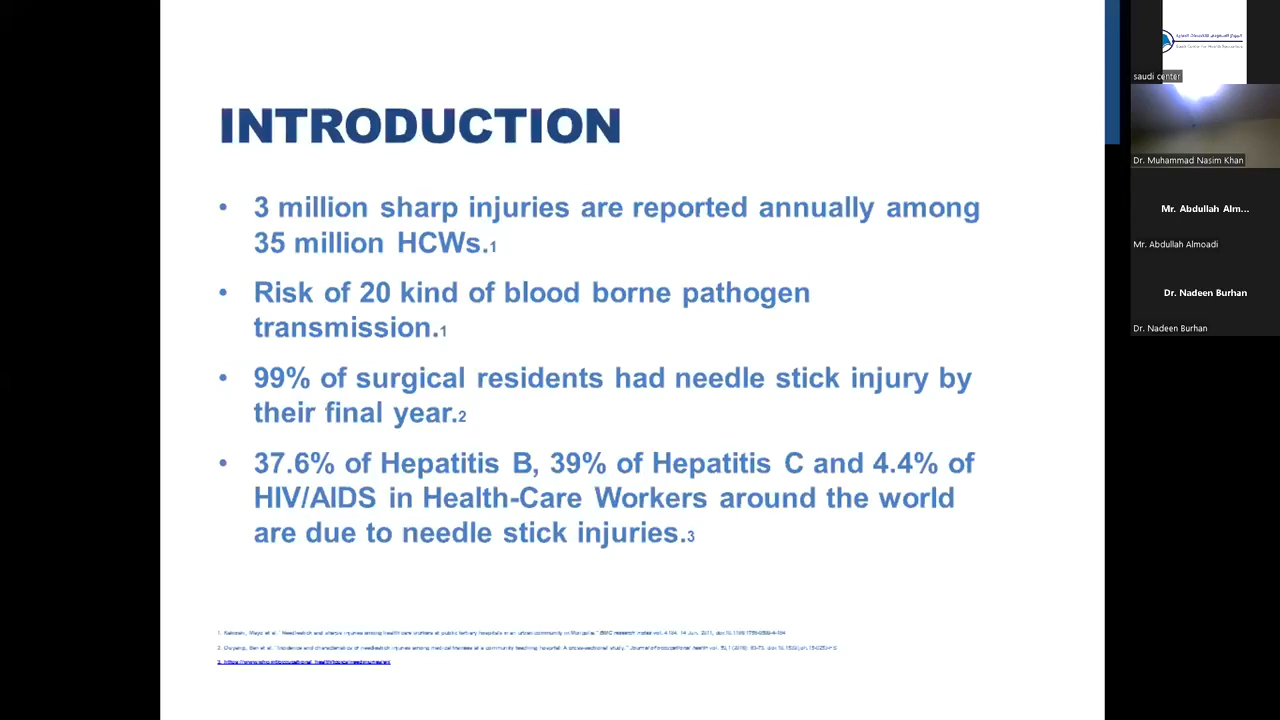 INTRODUCTION
• 3 million sharp injuries are reported annually among
35 million HCWs.1
• Risk of 20 kind of blood borne pathogen
transmission.1
• 99% of surgical residents had needle stick injury by
their final year.2
• 37.6% of Hepatitis B, 39% of Hepatitis C and 4.4% of
HIV/AIDS in Health-Care Workers around the world
are due to needle stick injuries.3
saudi center
Dr. Muhammad Nasim Khan
Mr. Abdullah Alm...
Mr. Abdullah Almoadi
Dr. Nadeen Burhan
Dr. Nadeen Burhan